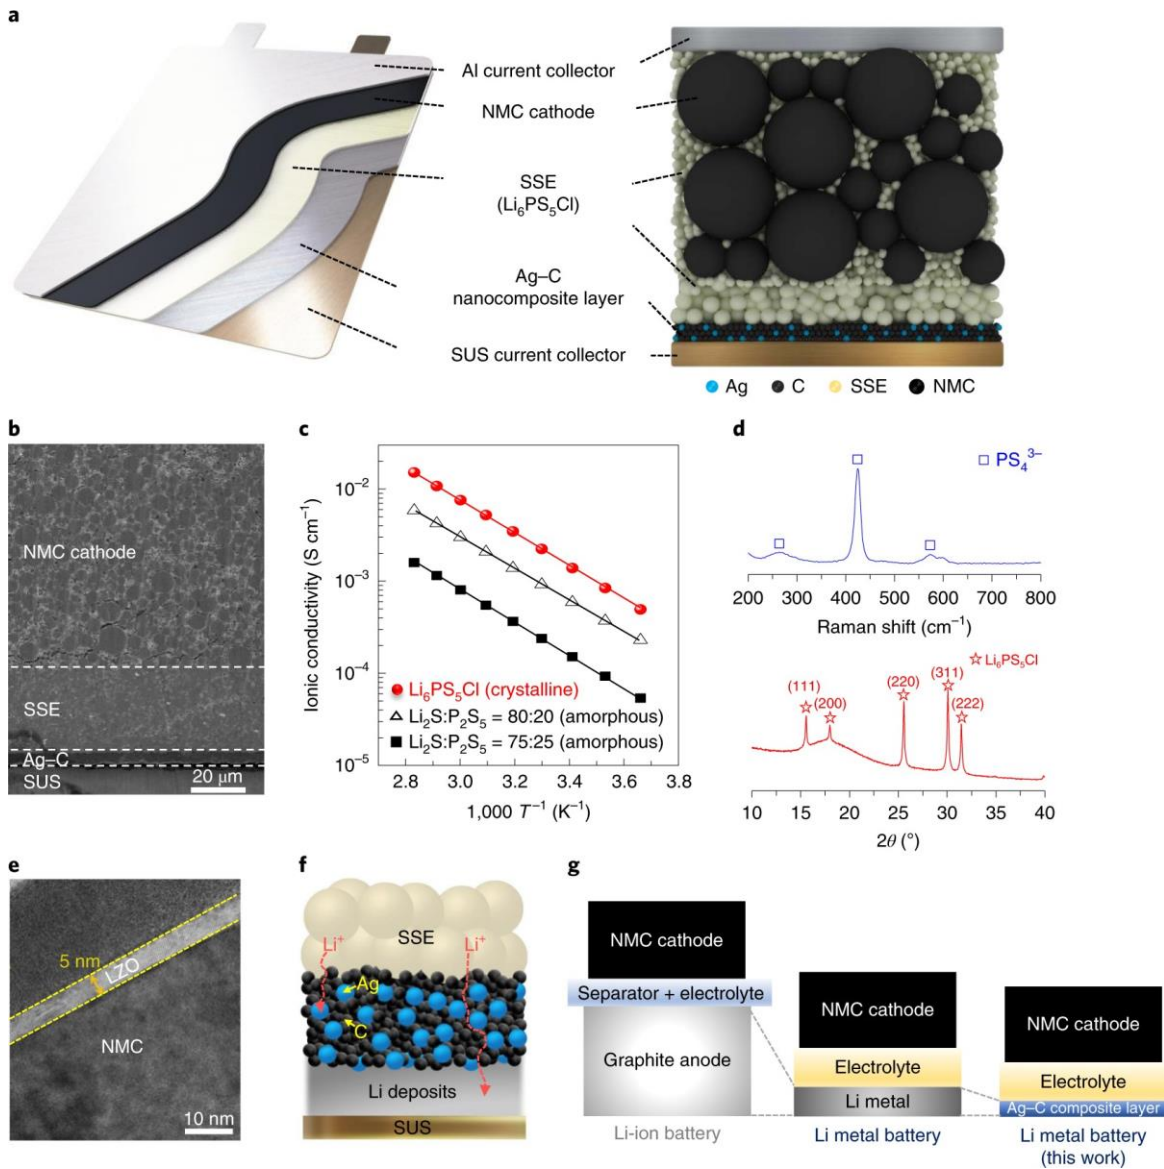 a
Al current collector
NMC cathode
SSE
(Li₆PS₅Cl)
Ag–C
nanocomposite layer
SUS current collector
Ag C SSE NMC
b
NMC cathode
SSE
Ag–C
SUS
20 μm
c
Ionic conductivity (S cm⁻¹)
10⁻²
10⁻³
10⁻⁴
10⁻⁵
Li₆PS₅Cl (crystalline)
Li₂S:P₂S₅ = 80:20 (amorphous)
Li₂S:P₂S₅ = 75:25 (amorphous)
2.8 3.0 3.2 3.4 3.6 3.8
1,000 T⁻¹ (K⁻¹)
d
PS₄³⁻
200 300 400 500 600 700 800
Raman shift (cm⁻¹)
Li₆PS₅Cl
(111)
(200)
(220)
(311)
(222)
10 15 20 25 30 35 40
2θ (°)
e
5 nm
LZO
NMC
10 nm
f
SSE
Li⁺ Li⁺
Ag
C
Li deposits
SUS
g
NMC cathode
Separator + electrolyte
Graphite anode
Li-ion battery
NMC cathode
Electrolyte
Li metal
Li metal battery
NMC cathode
Electrolyte
Ag–C composite layer
Li metal battery
(this work)